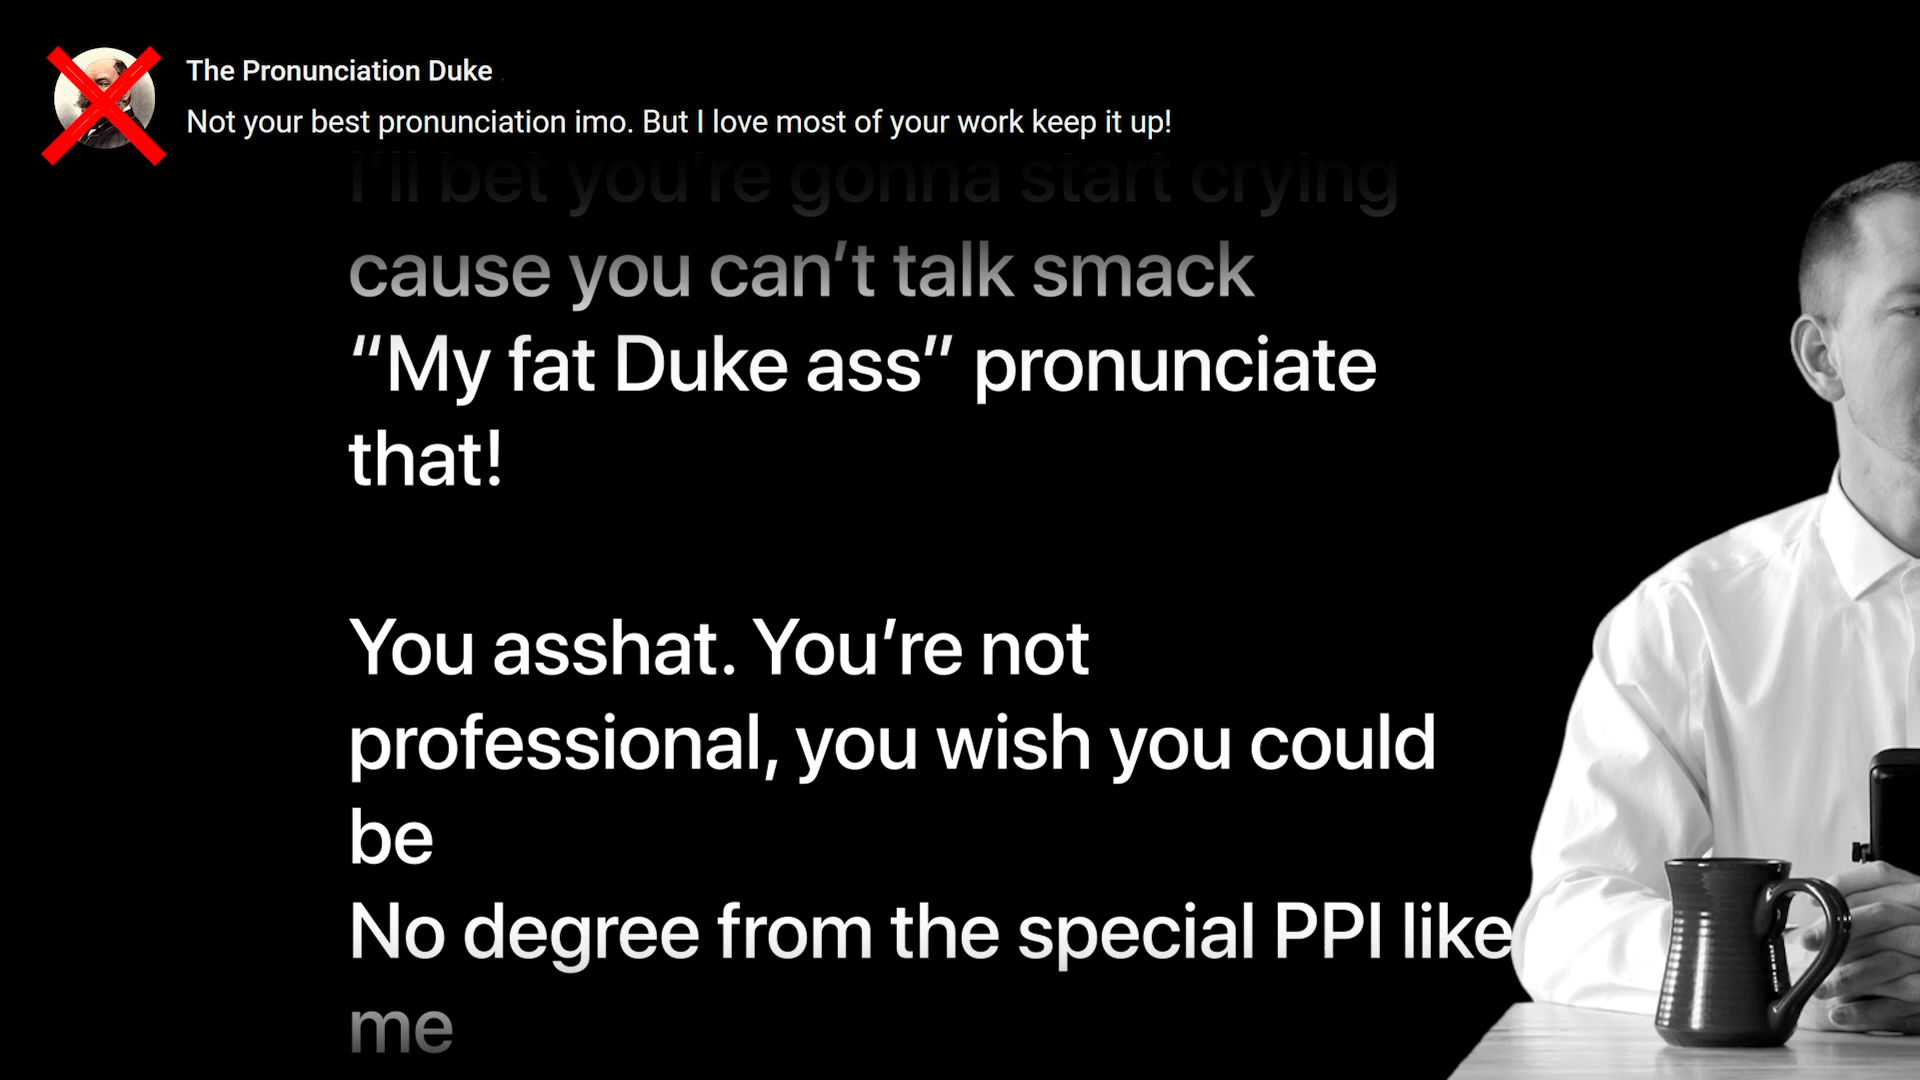 The Pronunciation Duke
Not your best pronunciation imo. But I love most of your work keep it up!
I’ll bet you’re gonna start crying
cause you can’t talk smack
“My fat Duke ass” pronunciate
that!
You asshat. You’re not
professional, you wish you could
be
No degree from the special PPI like
me